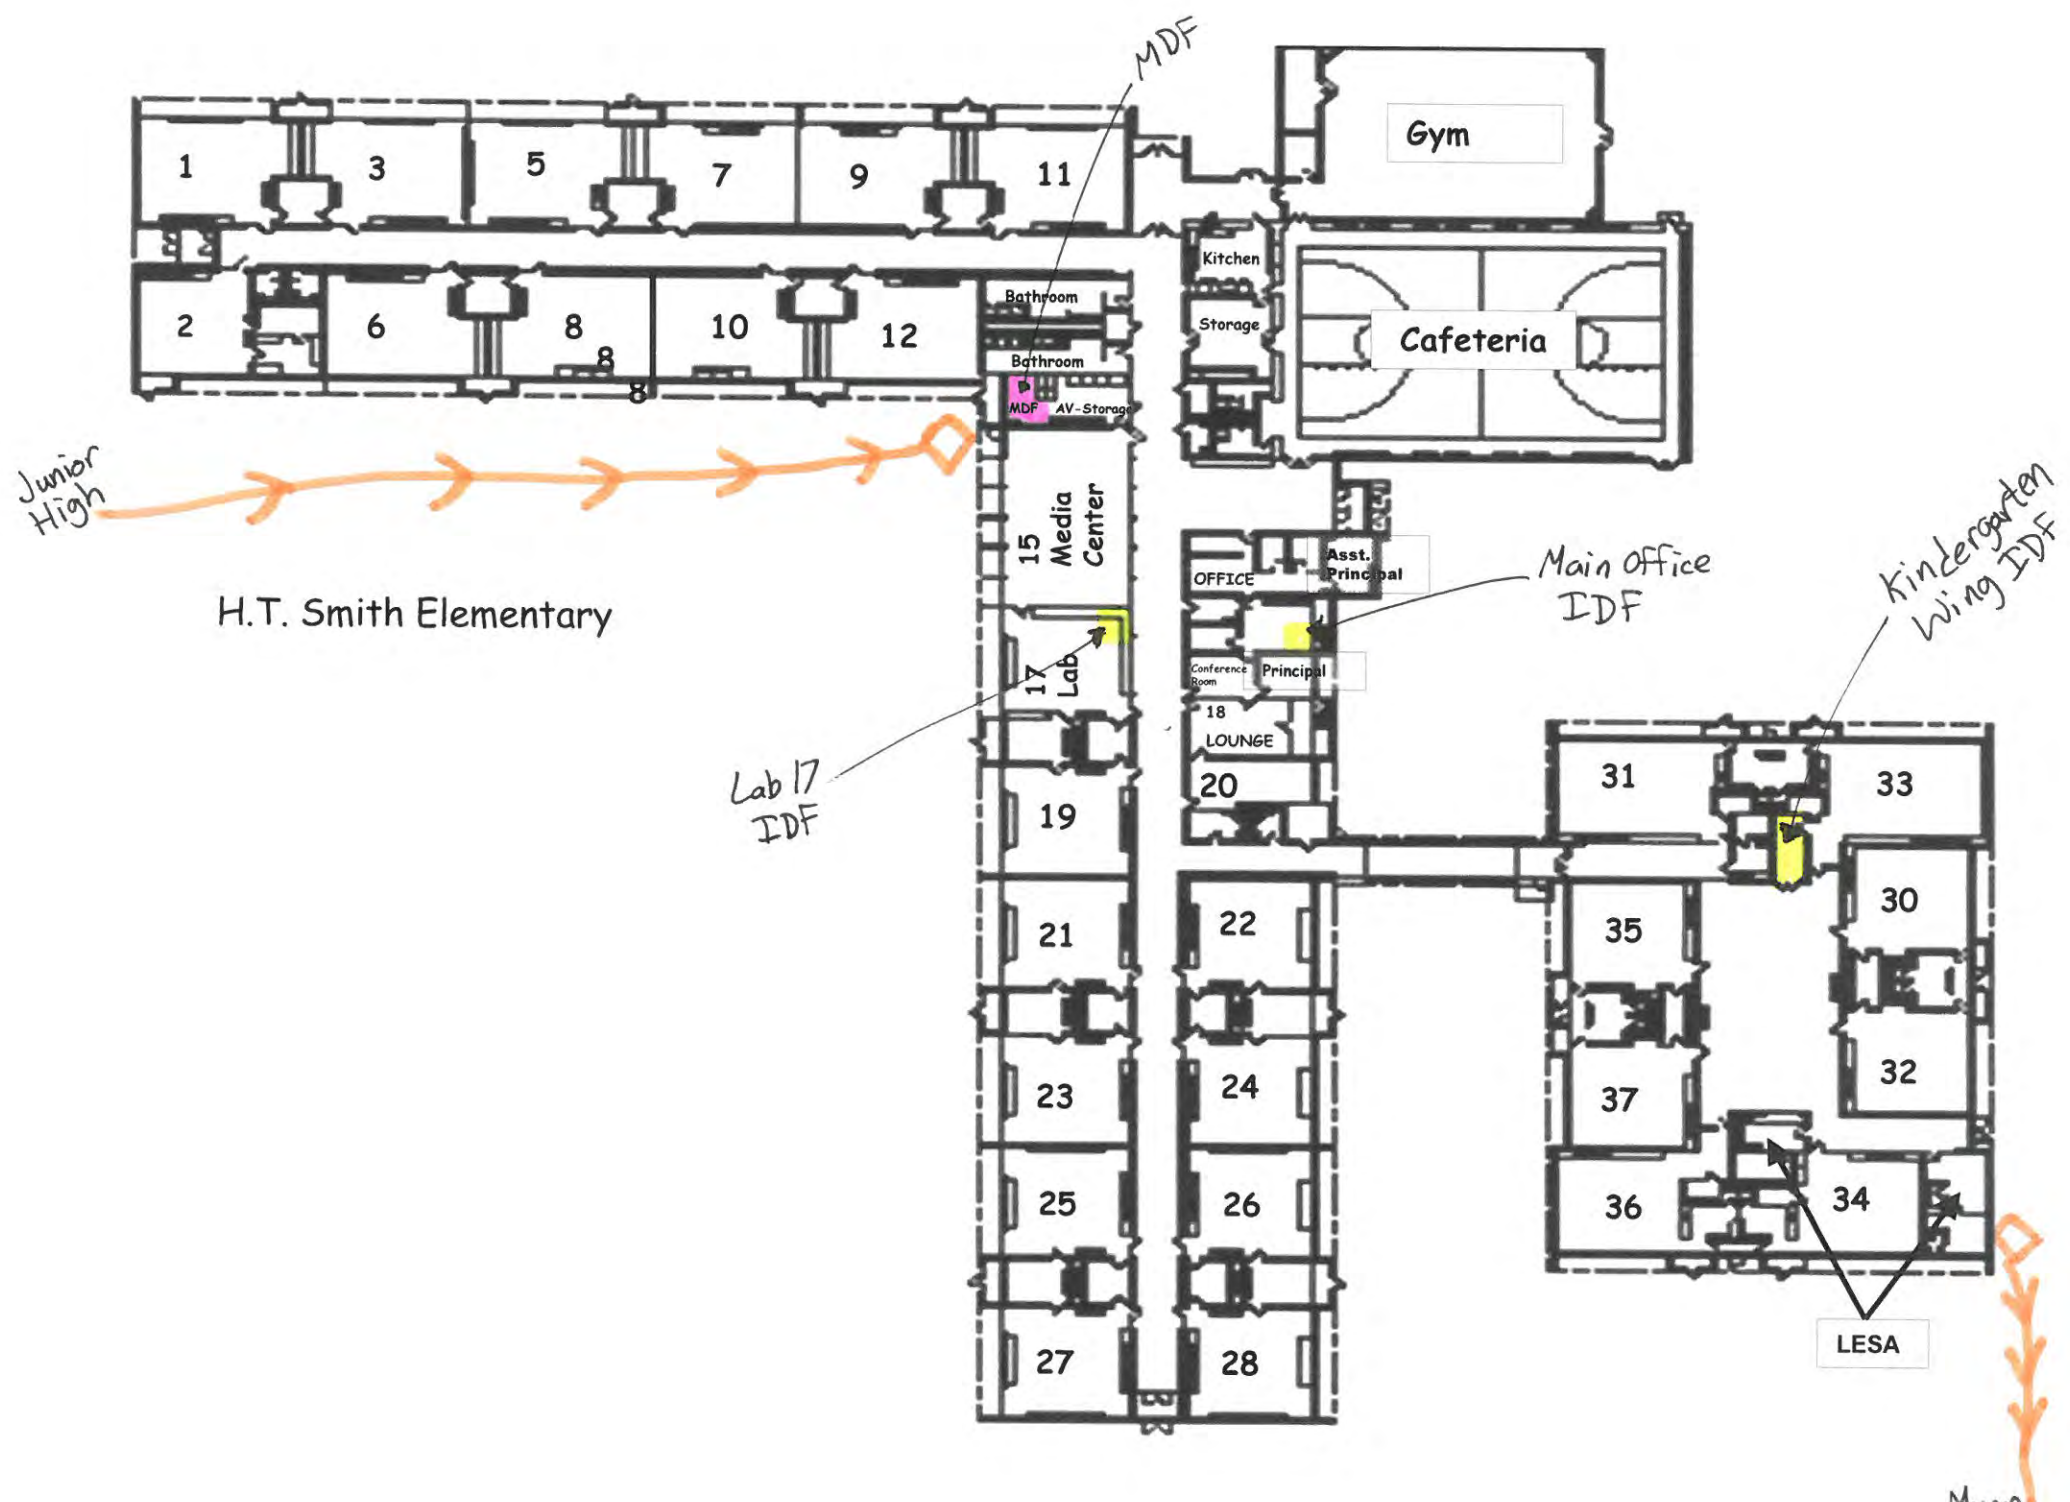 MDF
Gym
1
3
5
7
9
11
Kitchen
Bathroom
2
6
8
10
12
Storage
Cafeteria
8
Bathroom
8
MDF
AV-Storage
Junior
High
15
Media
Center
Asst.
Principal
OFFICE
Main Office
IDF
Kindergarten
Wing IDF
H.T. Smith Elementary
17
Lab
Conference
Room
Principal
18
LOUNGE
Lab 17
IDF
20
31
33
19
30
21
22
35
23
24
32
37
25
26
36
34
27
28
LESA